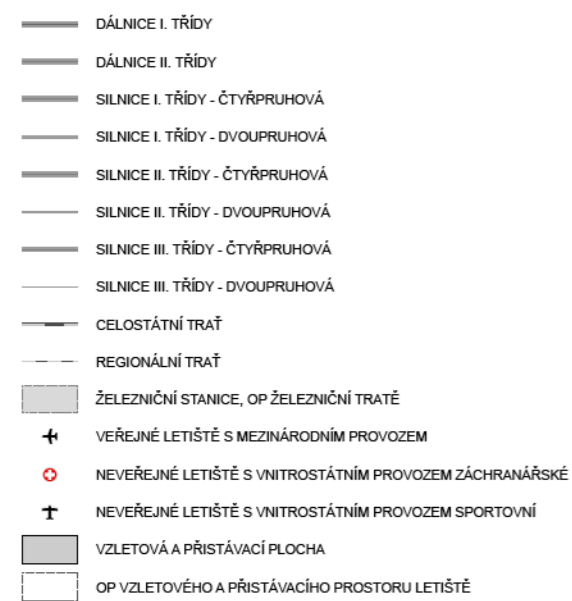 DÁLNICE I. TŘÍDY
DÁLNICE II. TŘÍDY
SILNICE I. TŘÍDY - ČTYŘPRUHOVÁ
SILNICE I. TŘÍDY - DVOUPRUHOVÁ
SILNICE II. TŘÍDY - ČTYŘPRUHOVÁ
SILNICE II. TŘÍDY - DVOUPRUHOVÁ
SILNICE III. TŘÍDY - ČTYŘPRUHOVÁ
SILNICE III. TŘÍDY - DVOUPRUHOVÁ
CELOSTÁTNÍ TRAŤ
REGIONÁLNÍ TRAŤ
ŽELEZNIČNÍ STANICE, OP ŽELEZNIČNÍ TRATĚ
VEŘEJNÉ LETIŠTĚ S MEZINÁRODNÍM PROVOZEM
NEVEŘEJNÉ LETIŠTĚ S VNITROSTÁTNÍM PROVOZEM ZÁCHRANÁŘSKÉ
NEVEŘEJNÉ LETIŠTĚ S VNITROSTÁTNÍM PROVOZEM SPORTOVNÍ
VZLETOVÁ A PŘISTÁVACÍ PLOCHA
OP VZLETOVÉHO A PŘISTÁVACÍHO PROSTORU LETIŠTĚ